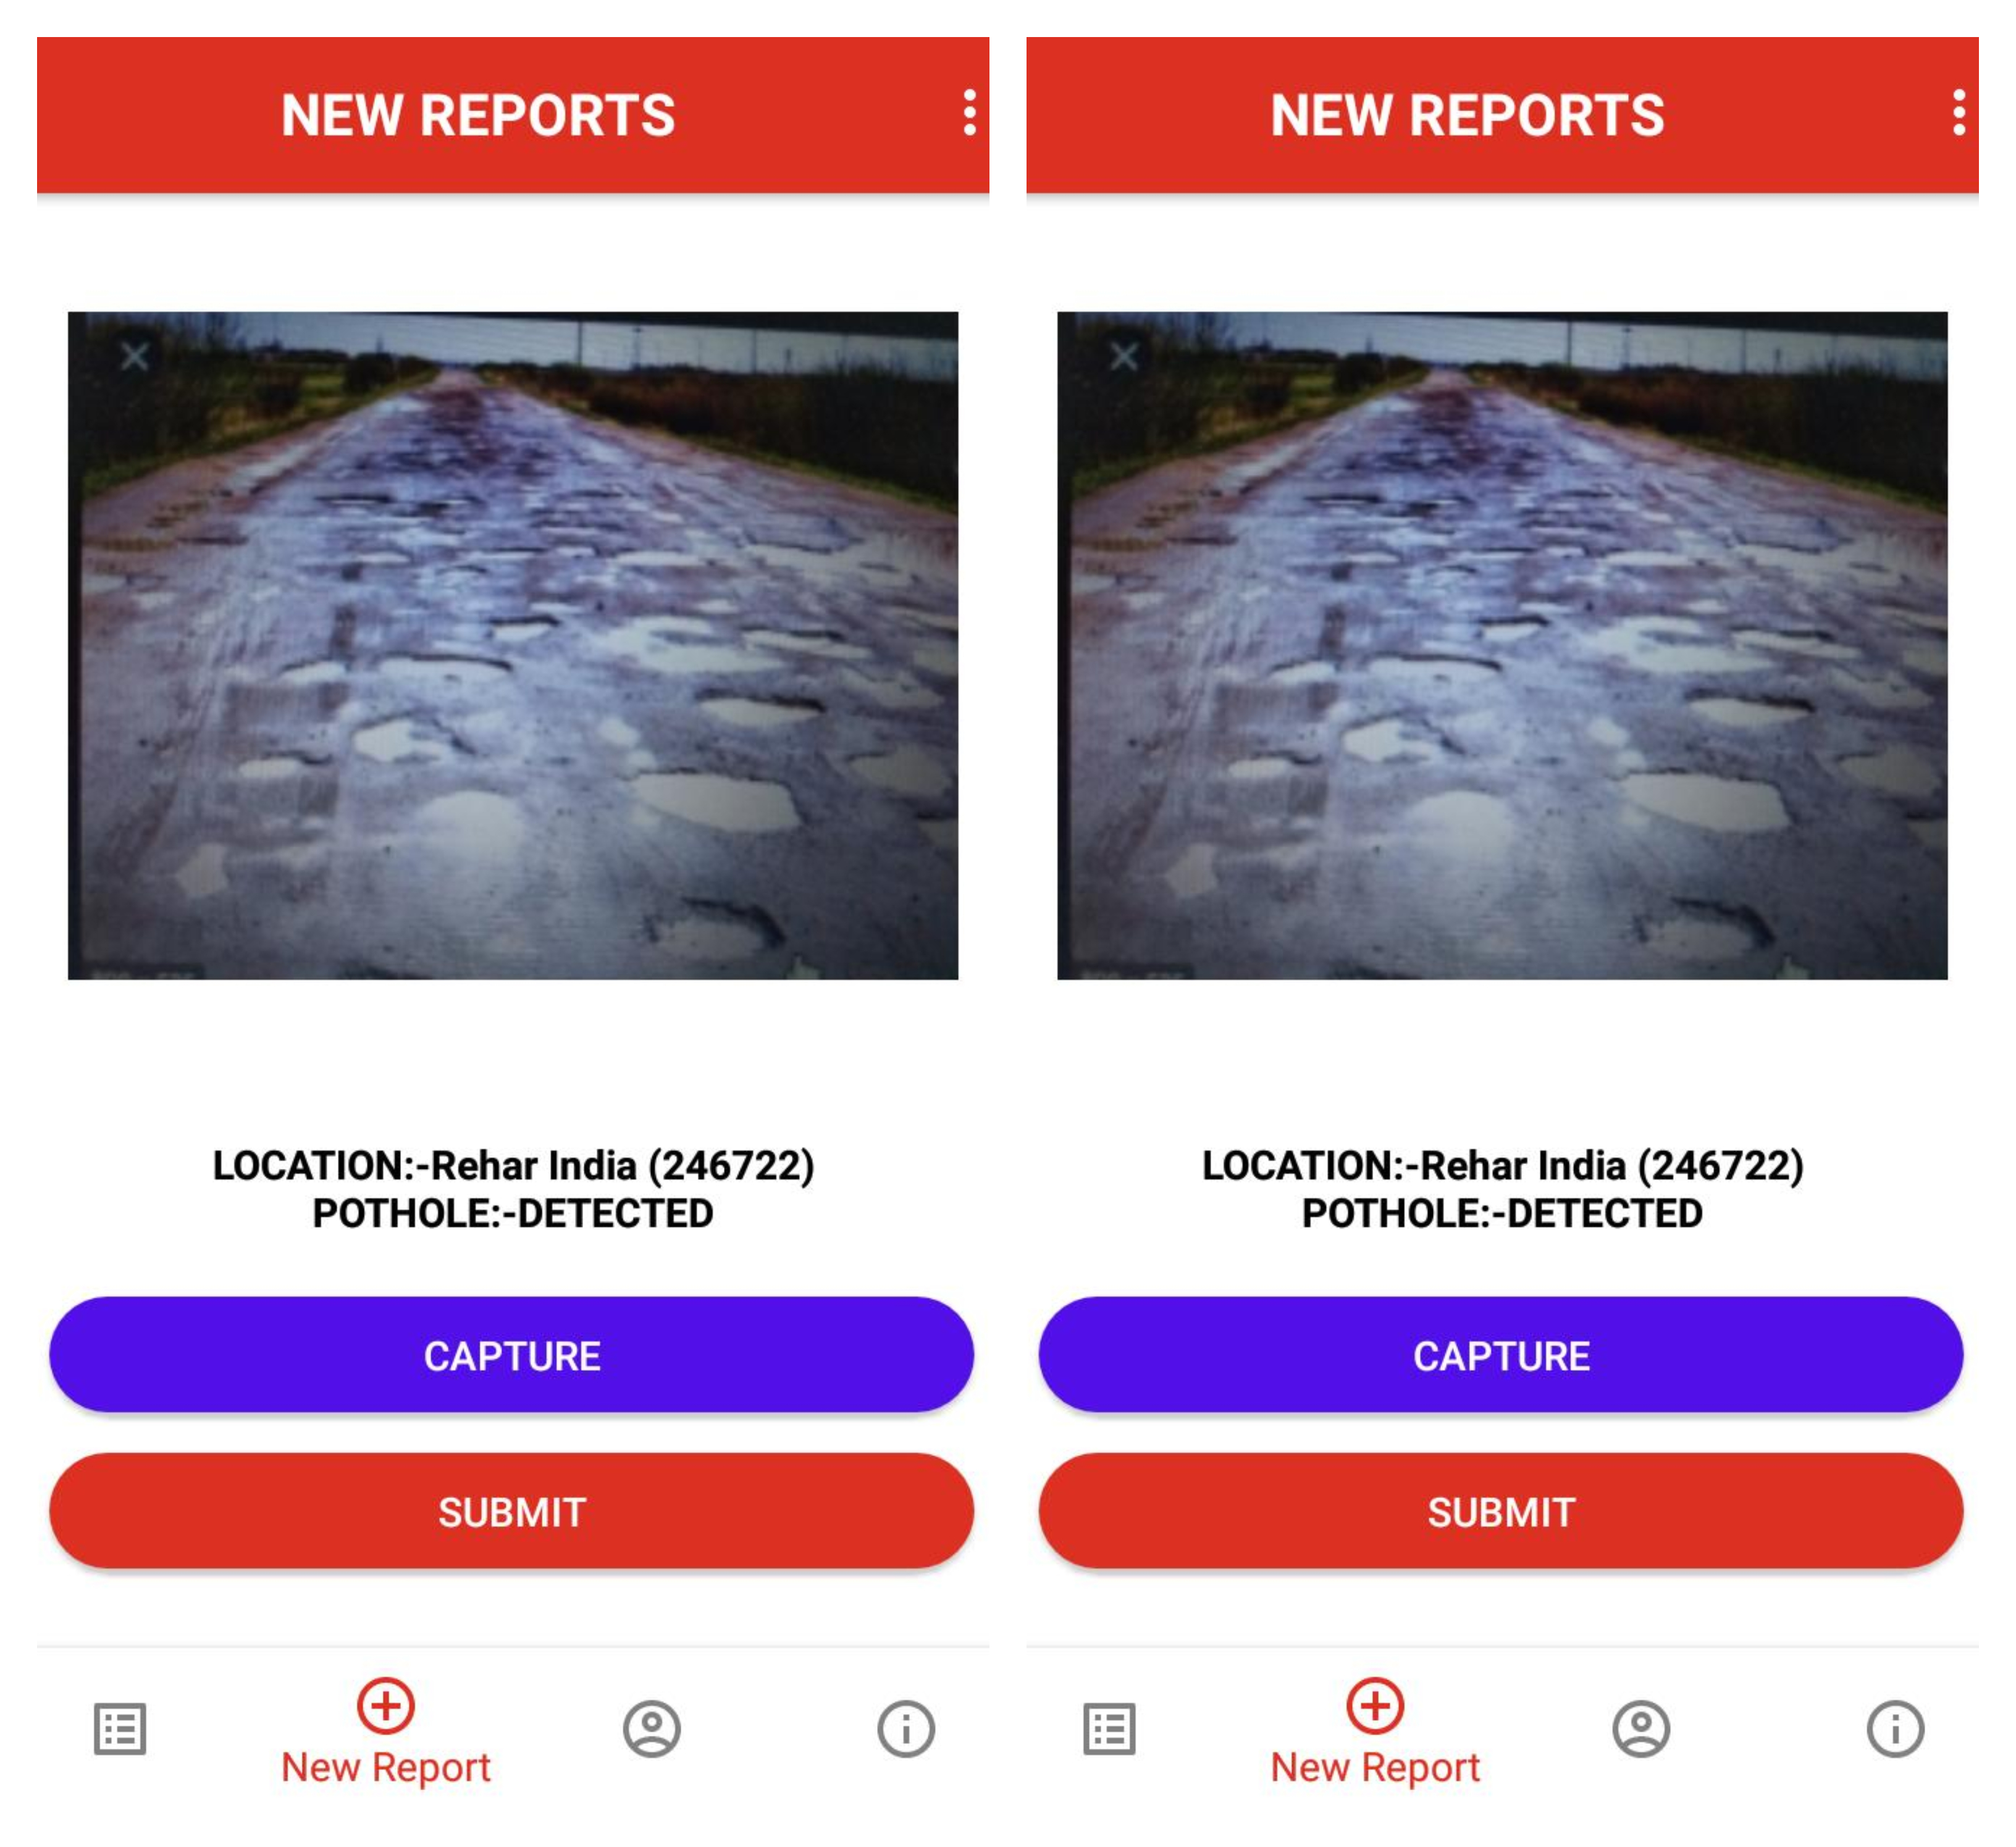 NEW REPORTS
LOCATION:-Rehar India (246722)
POTHOLE:-DETECTED
CAPTURE
SUBMIT
New Report
NEW REPORTS
LOCATION:-Rehar India (246722)
POTHOLE:-DETECTED
CAPTURE
SUBMIT
New Report